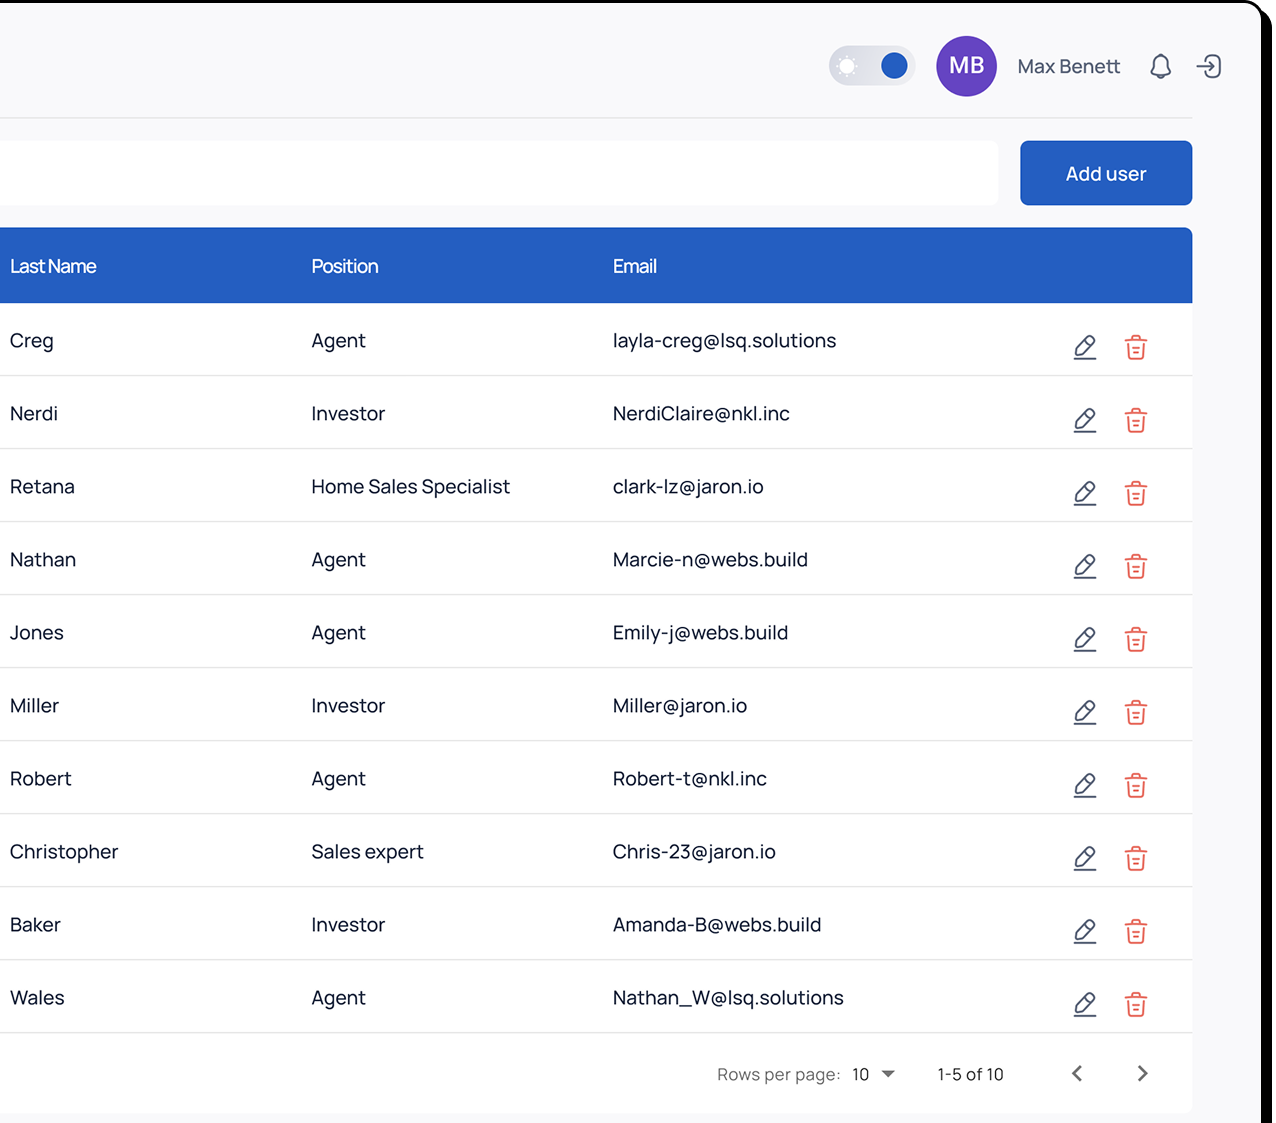 MB Max Benett
Add user
Last Name Position Email
Creg Agent layla-creg@lsq.solutions
Nerdi Investor NerdiClaire@nkl.inc
Retana Home Sales Specialist clark-lz@jaron.io
Nathan Agent Marcie-n@webs.build
Jones Agent Emily-j@webs.build
Miller Investor Miller@jaron.io
Robert Agent Robert-t@nkl.inc
Christopher Sales expert Chris-23@jaron.io
Baker Investor Amanda-B@webs.build
Wales Agent Nathan_W@lsq.solutions
Rows per page: 10 1-5 of 10